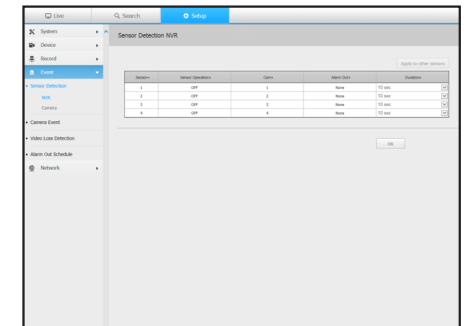 Live
Search
Setup
System
Device
Record
Event
Sensor Detection
NVR
Camera
Camera Event
Video Loss Detection
Alarm Out Schedule
Network
Sensor Detection NVR
Apply to other sensors
Sensor Sensor Operation Cam Alarm Out Duration
1 OFF 1 None 10 sec
2 OFF 2 None 10 sec
3 OFF 3 None 10 sec
4 OFF 4 None 10 sec
OK